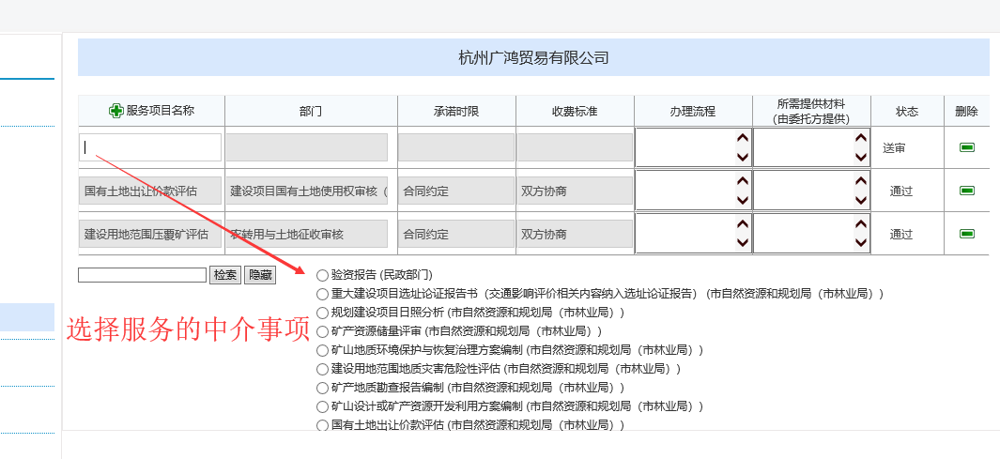 杭州广鸿贸易有限公司
服务项目名称 部门 承诺时限 收费标准 办理流程 所需提供材料 状态 删除
(由委托方提供)
送审
国有土地出让价款评估 建设项目国有土地使用权审核（ 合同约定 双方协商 通过
建设用地范围压覆矿评估 农转用与土地征收审核 合同约定 双方协商 通过
检索 隐藏
选择服务的中介事项
验资报告 (民政部门)
重大建设项目选址论证报告书（交通影响评价相关内容纳入选址论证报告） (市自然资源和规划局（市林业局）)
规划建设项目日照分析 (市自然资源和规划局（市林业局）)
矿产资源储量评审 (市自然资源和规划局（市林业局）)
矿山地质环境保护与恢复治理方案编制 (市自然资源和规划局（市林业局）)
建设用地范围地质灾害危险性评估 (市自然资源和规划局（市林业局）)
矿产地质勘查报告编制 (市自然资源和规划局（市林业局）)
矿山设计或矿产资源开发利用方案编制 (市自然资源和规划局（市林业局）)
国有土地出让价款评估 (市自然资源和规划局（市林业局）)